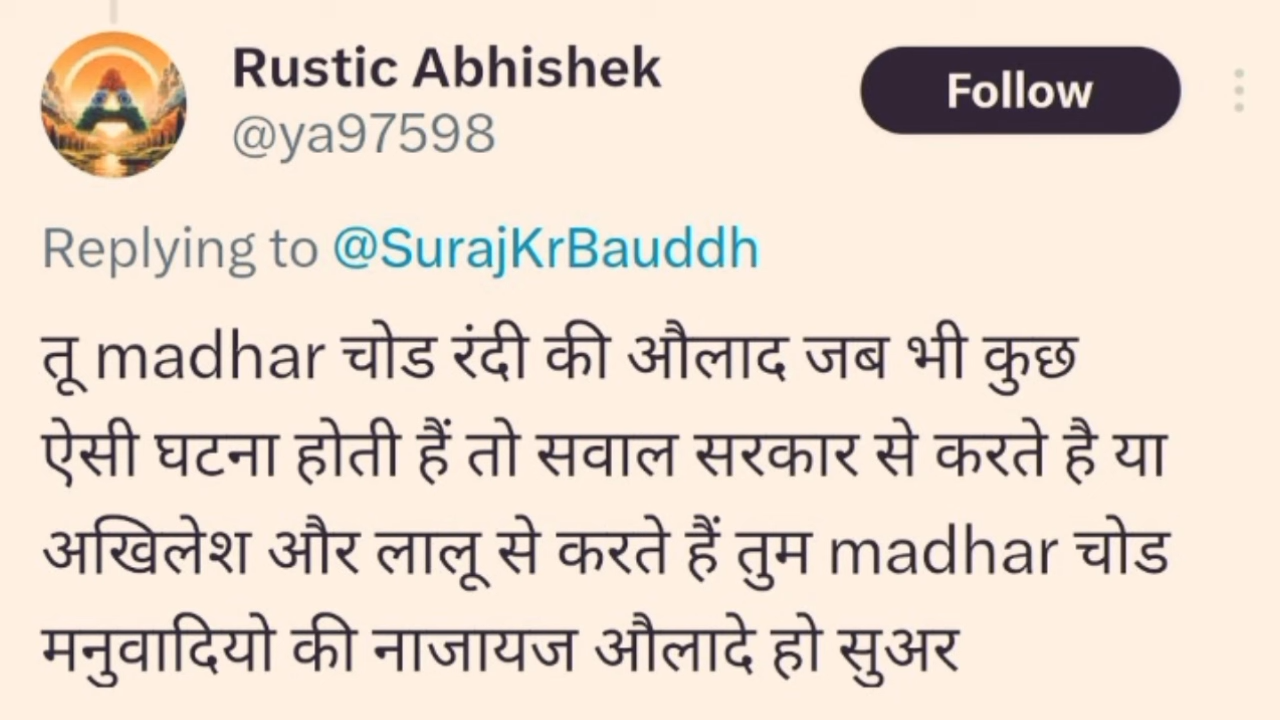 Rustic Abhishek
Follow
@ya97598
Replying to @SurajKrBauddh
तू madhar चोड रंदी की औलाद जब भी कुछ
ऐसी घटना होती हैं तो सवाल सरकार से करते है या
अखिलेश और लालू से करते हैं तुम madhar चोड
मनुवादियो की नाजायज औलादे हो सुअर